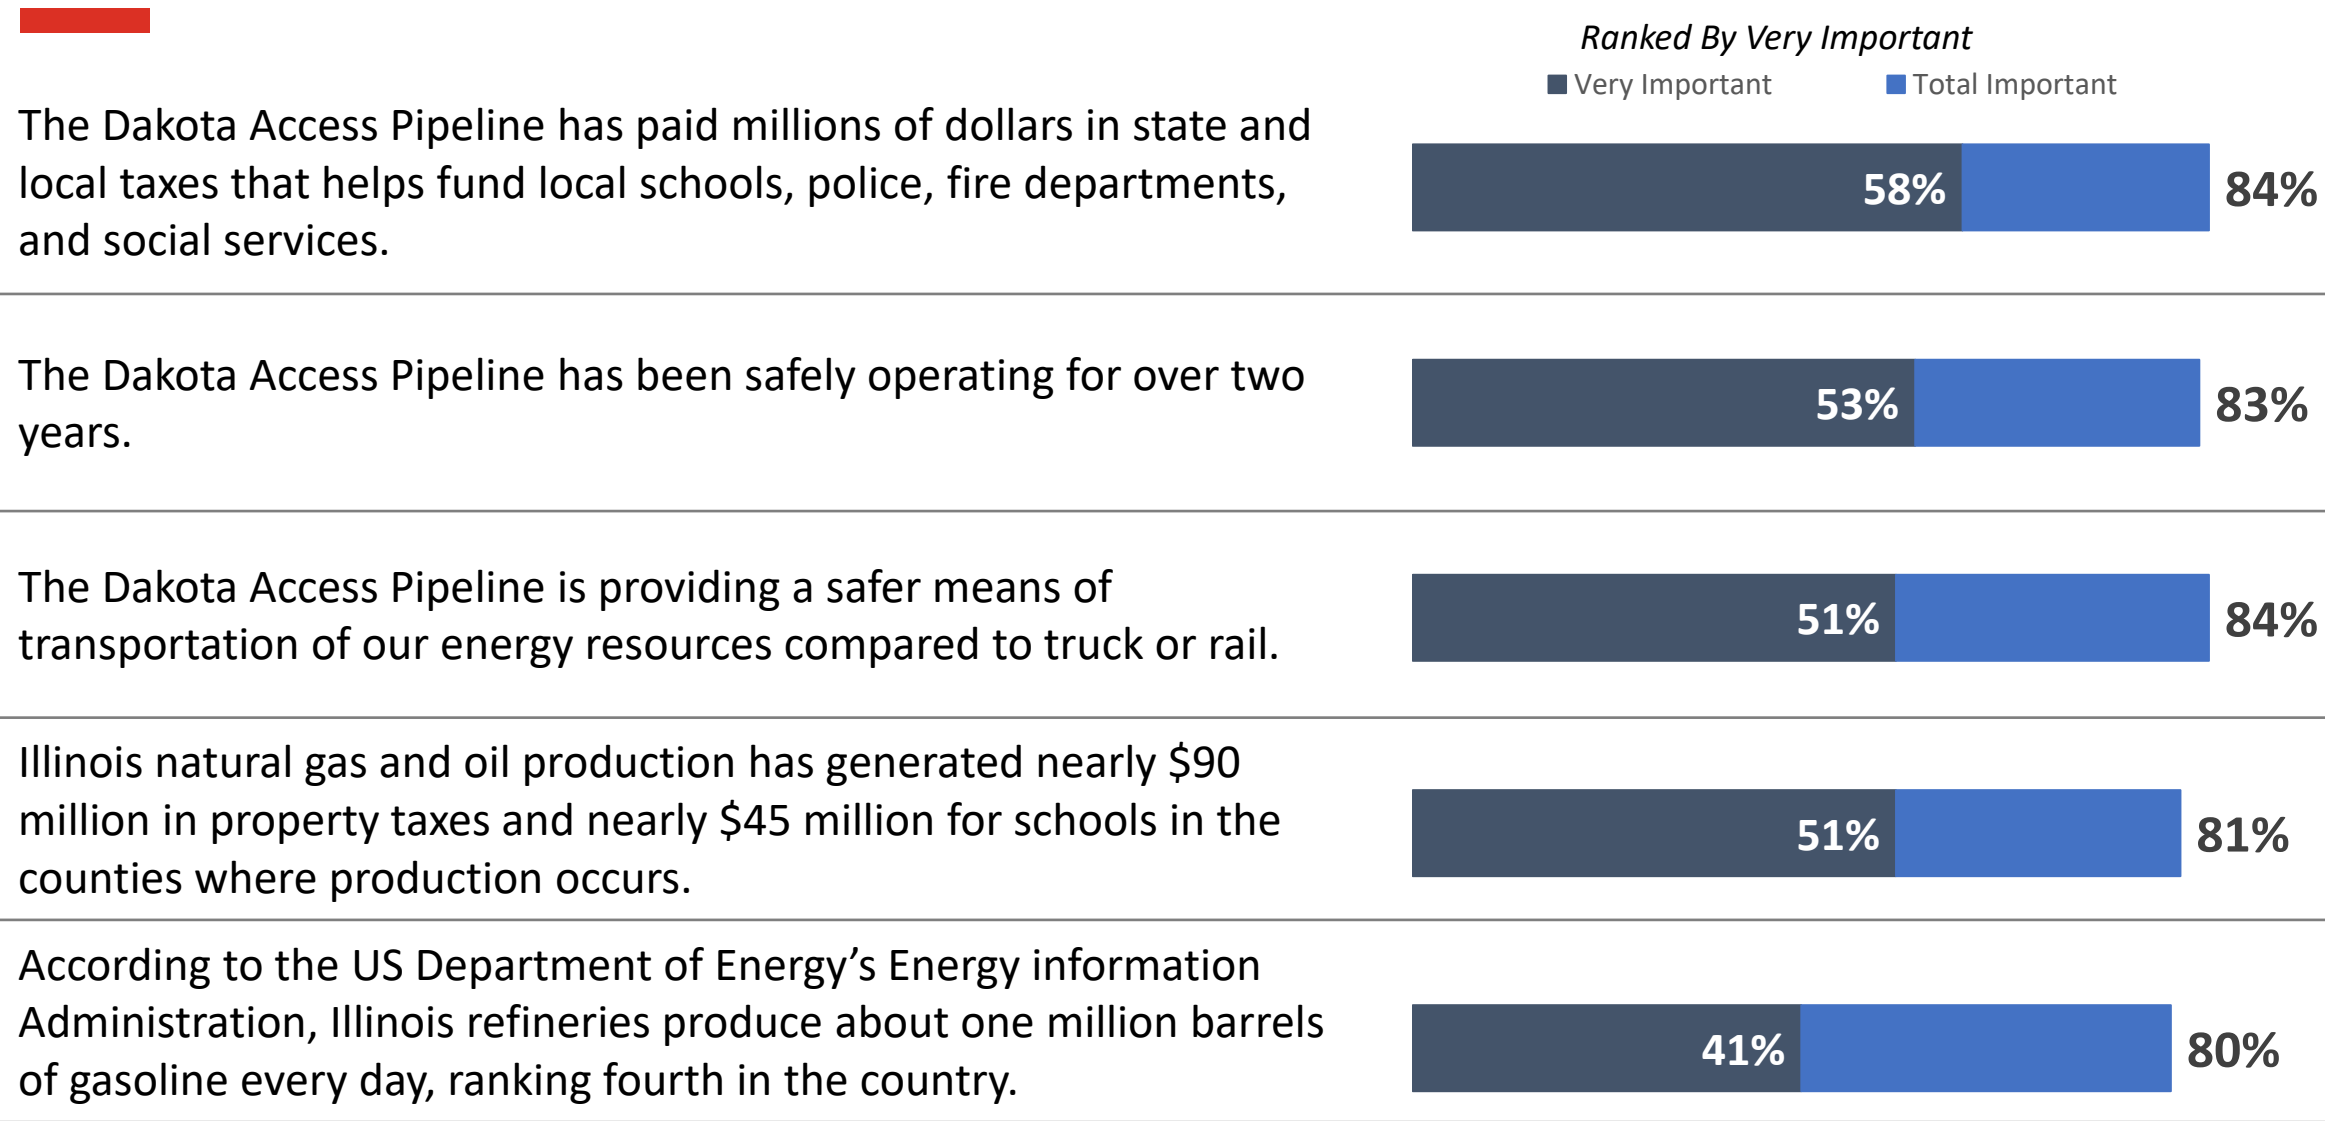 Ranked By Very Important
Very Important
Total Important
The Dakota Access Pipeline has paid millions of dollars in state and
local taxes that helps fund local schools, police, fire departments,
and social services.
58%
84%
The Dakota Access Pipeline has been safely operating for over two
years.
53%
83%
The Dakota Access Pipeline is providing a safer means of
transportation of our energy resources compared to truck or rail.
51%
84%
Illinois natural gas and oil production has generated nearly $90
million in property taxes and nearly $45 million for schools in the
counties where production occurs.
51%
81%
According to the US Department of Energy’s Energy information
Administration, Illinois refineries produce about one million barrels
of gasoline every day, ranking fourth in the country.
41%
80%